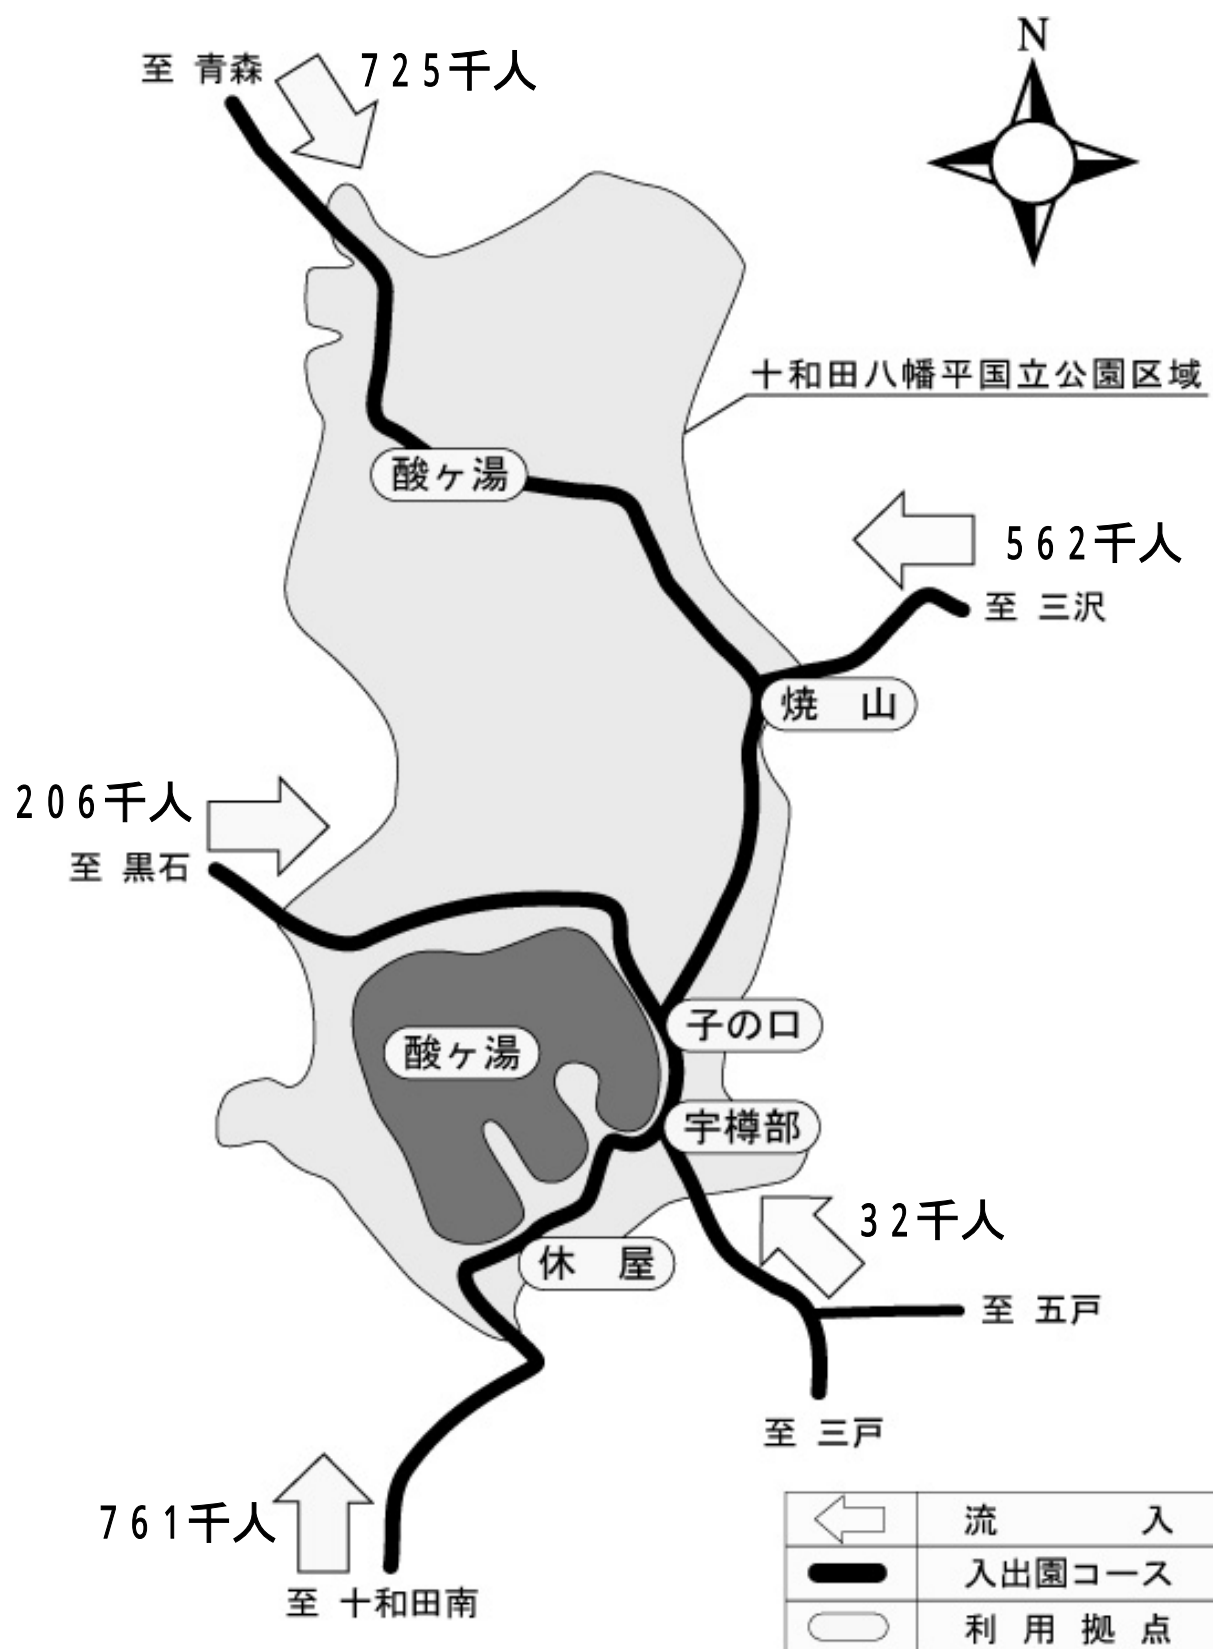 N
至 青森
725千人
十和田八幡平国立公園区域
酸ヶ湯
562千人
至 三沢
焼 山
206千人
至 黒石
子の口
酸ヶ湯
宇樽部
32千人
休 屋
至 五戸
至 三戸
761千人
至 十和田南
流 入
入出園コース
利 用 拠 点